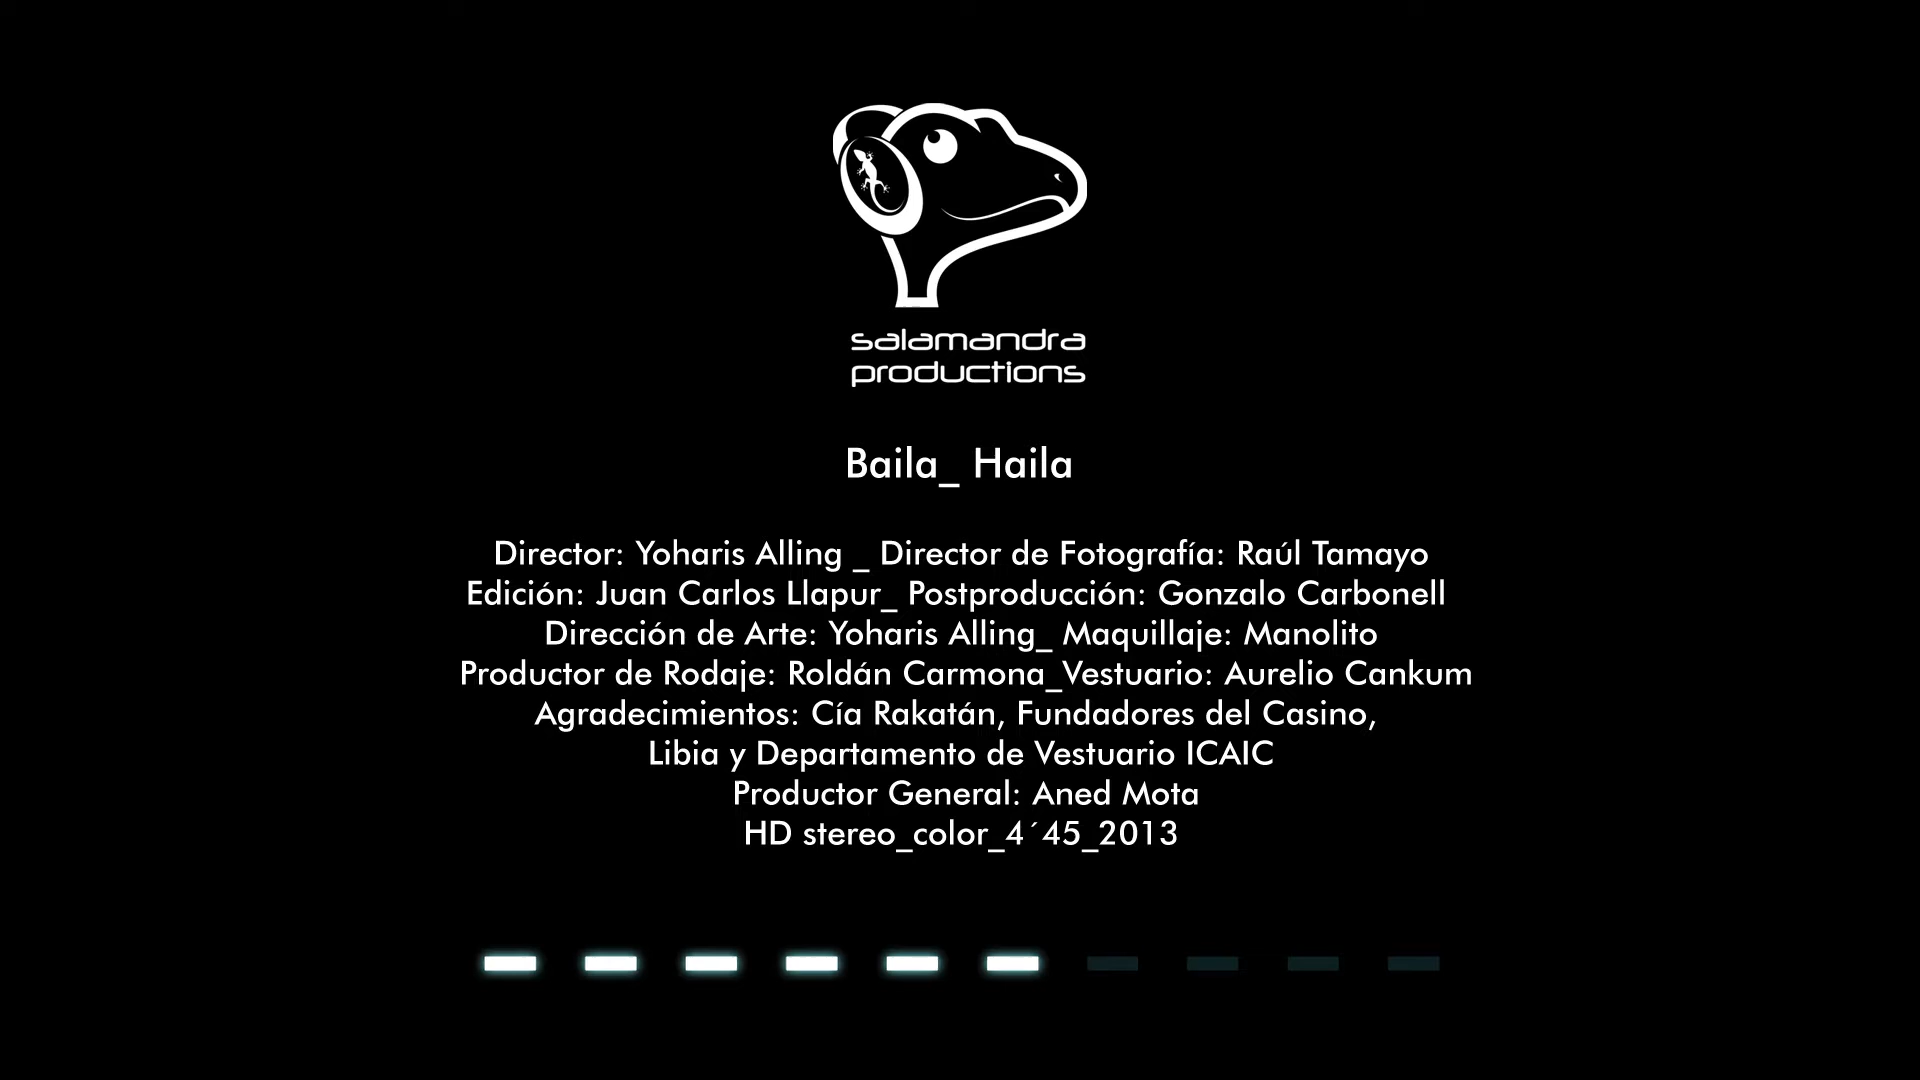 salamandra
productions
Baila_ Haila
Director: Yoharis Alling _ Director de Fotografía: Raúl Tamayo
Edición: Juan Carlos Llapur_ Postproducción: Gonzalo Carbonell
Dirección de Arte: Yoharis Alling_ Maquillaje: Manolito
Productor de Rodaje: Roldán Carmona_Vestuario: Aurelio Cankum
Agradecimientos: Cía Rakatán, Fundadores del Casino,
Libia y Departamento de Vestuario ICAIC
Productor General: Aned Mota
HD stereo_color_4´45_2013